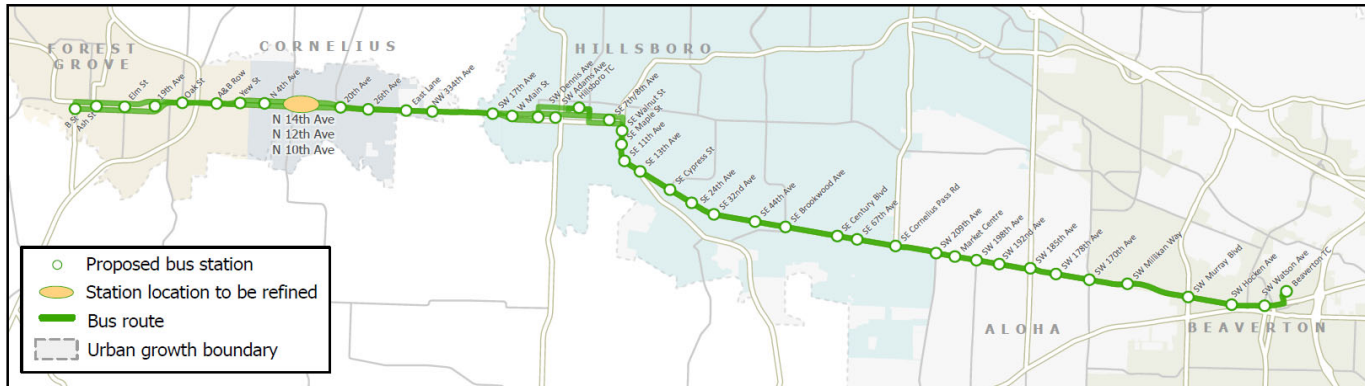 FOREST
GROVE
CORNELIUS
HILLSBORO
ALOHA
BEAVERTON
B St
Ash St
Elm St
19th Ave
Oak St
A&B Row
Yew St
N 4th Ave
N 14th Ave
N 12th Ave
N 10th Ave
20th Ave
26th Ave
East Lane
NW 334th Ave
SW 17th Ave
W Main St
SW Dennis Ave
SW Adams Ave
Hillsboro TC
SE 7th/8th Ave
SE Walnut St
SE Maple St
SE 11th Ave
SE 13th Ave
SE Cypress St
SE 24th Ave
SE 32nd Ave
SE 44th Ave
SE Brookwood Ave
SE Century Blvd
SE 67th Ave
SE Cornelius Pass Rd
SW 209th Ave
Market Centre
SW 198th Ave
SW 192nd Ave
SW 185th Ave
SW 178th Ave
SW 170th Ave
SW Millikan Way
SW Murray Blvd
SW Hocken Ave
SW Watson Ave
Beaverton TC
Proposed bus station
Station location to be refined
Bus route
Urban growth boundary